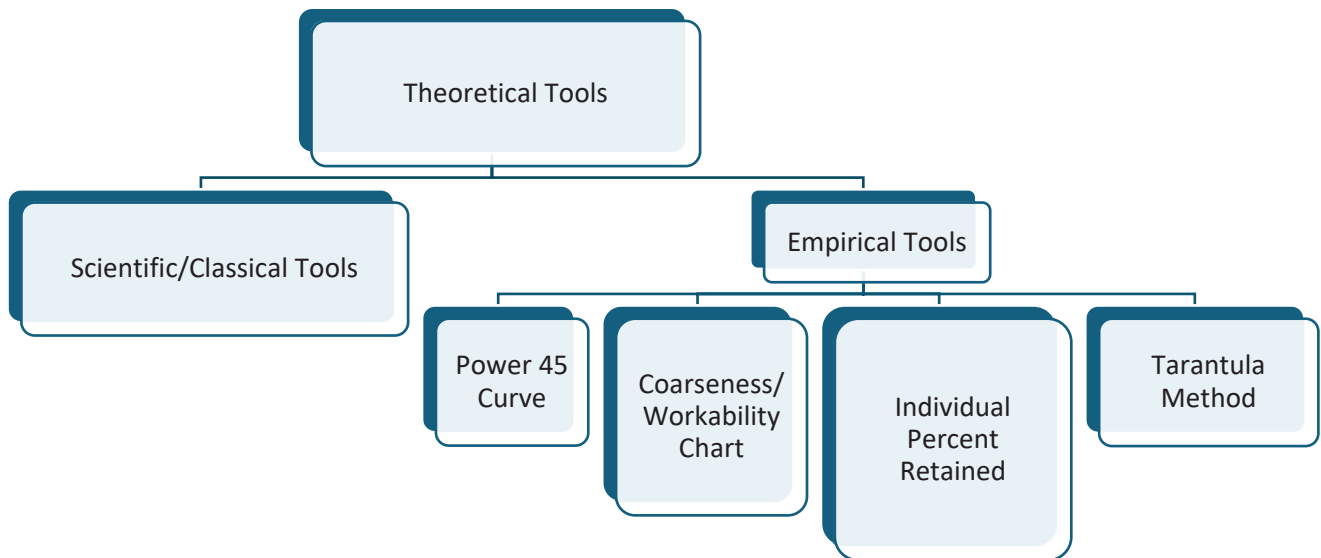 Theoretical Tools
Scientific/Classical Tools
Empirical Tools
Power 45
Curve
Coarseness/
Workability
Chart
Individual
Percent
Retained
Tarantula
Method